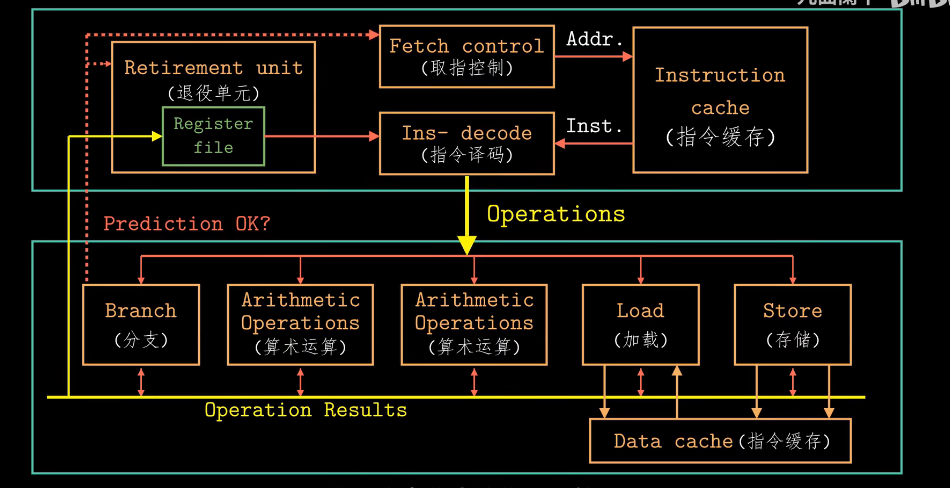 Fetch control
(取指控制)
Addr.
Retirement unit
(退役单元)
Register
file
Instruction
cache
(指令缓存)
Ins- decode
(指令译码)
Inst.
Prediction OK?
Operations
Branch
(分支)
Arithmetic
Operations
(算术运算)
Arithmetic
Operations
(算术运算)
Load
(加载)
Store
(存储)
Operation Results
Data cache(指令缓存)